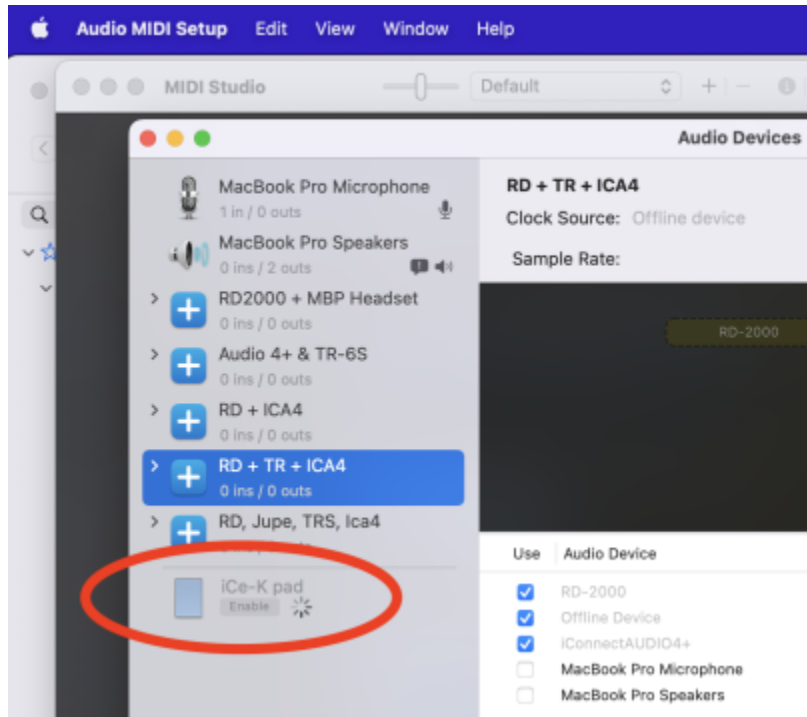 Audio MIDI Setup Edit View Window Help
MIDI Studio Default
Audio Devices
MacBook Pro Microphone
1 in / 0 outs
MacBook Pro Speakers
0 ins / 2 outs
RD2000 + MBP Headset
0 ins / 0 outs
Audio 4+ & TR-6S
0 ins / 0 outs
RD + ICA4
0 ins / 0 outs
RD + TR + ICA4
0 ins / 0 outs
RD, Jupe, TRS, Ica4
iCe-K pad
Enable
RD + TR + ICA4
Clock Source: Offline device
Sample Rate:
RD-2000
Use Audio Device
RD-2000
Offline Device
iConnectAUDIO4+
MacBook Pro Microphone
MacBook Pro Speakers